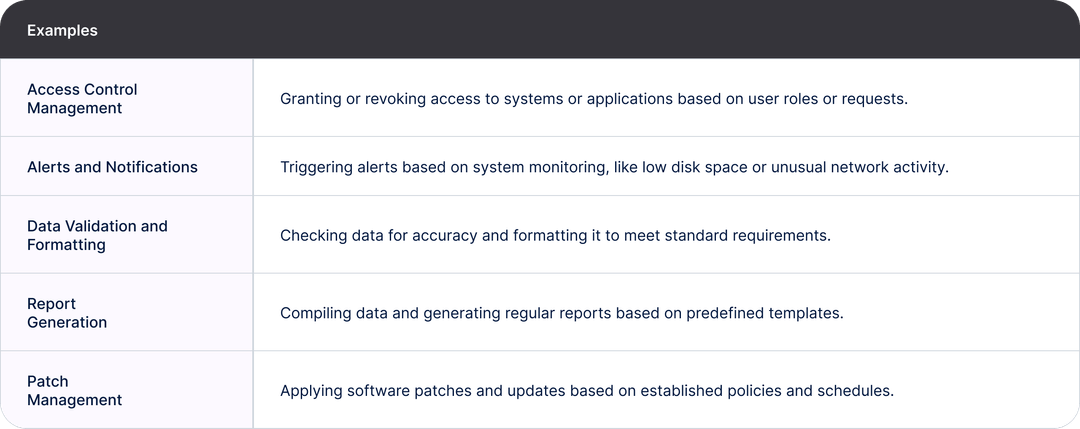 Examples
Access Control
Management
Granting or revoking access to systems or applications based on user roles or requests.
Alerts and Notifications
Triggering alerts based on system monitoring, like low disk space or unusual network activity.
Data Validation and
Formatting
Checking data for accuracy and formatting it to meet standard requirements.
Report
Generation
Compiling data and generating regular reports based on predefined templates.
Patch
Management
Applying software patches and updates based on established policies and schedules.